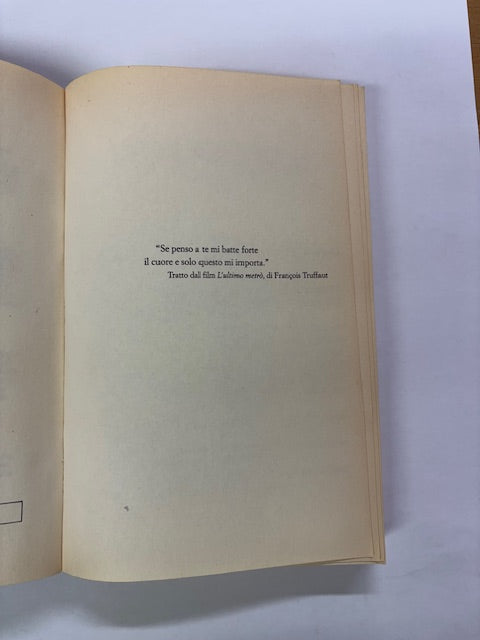 "Se penso a te mi batte forte
il cuore e solo questo mi importa."
Tratto dal film L'ultimo metrò, di François Truffaut